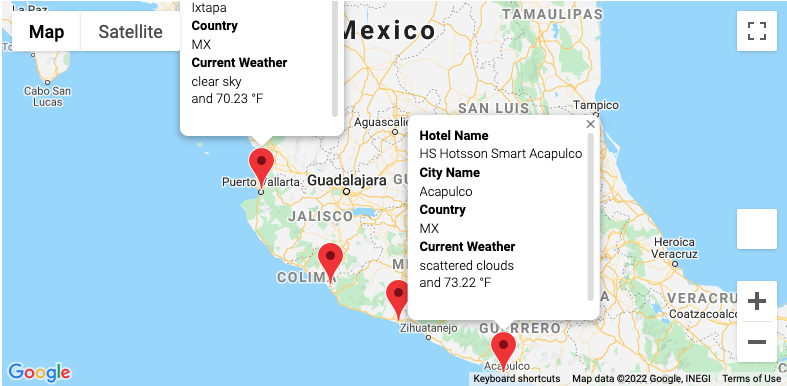 La Paz
Map
Satellite
Cabo San
Lucas
Ixtapa
Country
MX
Current Weather
clear sky
and 70.23 °F
Mexico
TAMAULIPAS
SAN LUIS
Tampico
Hotel Name
HS Hotsson Smart Acapulco
City Name
Acapulco
Country
MX
Current Weather
scattered clouds
and 73.22 °F
Puerto Vallarta
Guadalajara
JALISCO
COLIMA
Zihuatanejo
GUERRERO
Acapulco
Heroica
Veracruz
VERACRUZ
Coatzacoalcos
Google
Keyboard shortcuts
Map data ©2022 Google, INEGI
Terms of Use